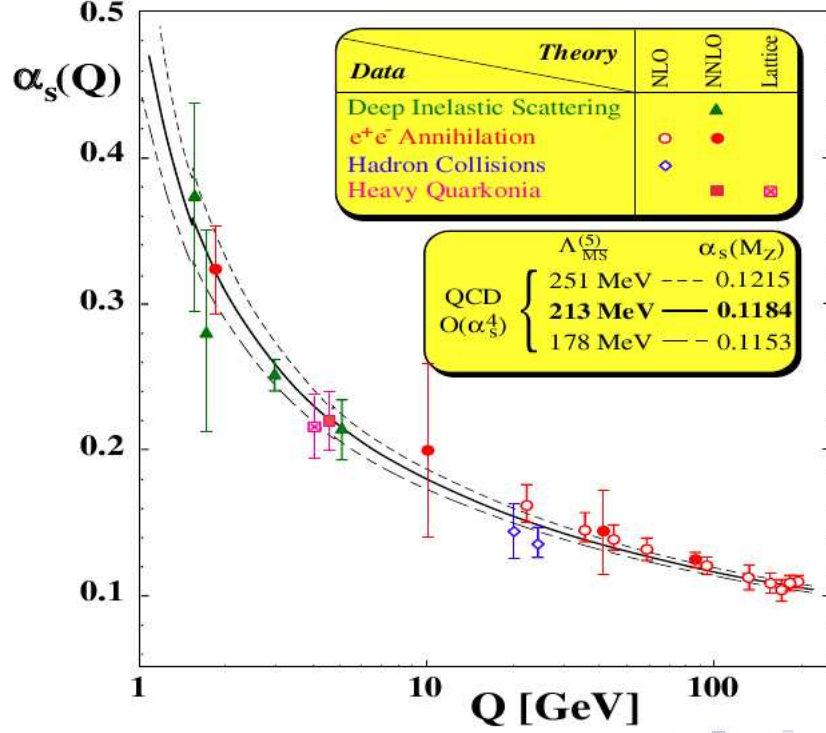 0.5
αs(Q)
0.4
0.3
0.2
0.1
Theory
Data
NLO
NNLO
Lattice
Deep Inelastic Scattering
e⁺e⁻ Annihilation
Hadron Collisions
Heavy Quarkonia
Λ(5) MS αs(MZ)
QCD
O(αs⁴)
251 MeV 0.1215
213 MeV 0.1184
178 MeV 0.1153
1 10 100
Q [GeV]